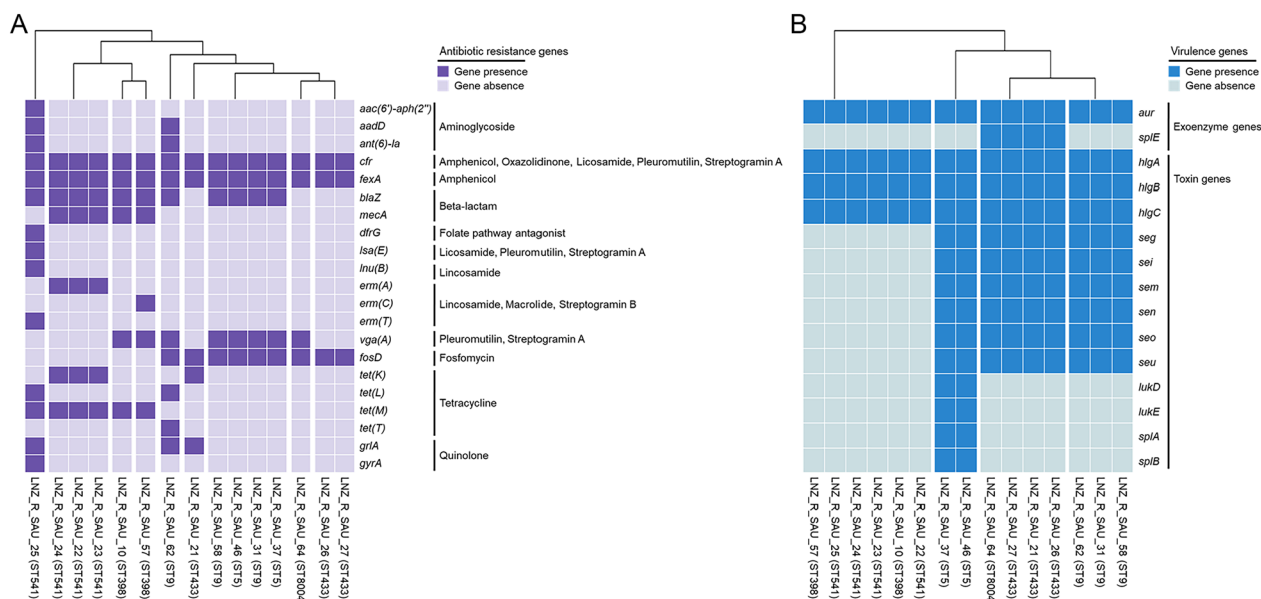 A
Antibiotic resistance genes
Gene presence
Gene absence
aac(6')-aph(2")
aadD
ant(6)-Ia
cfr
fexA
blaZ
mecA
dfrG
lsa(E)
lnu(B)
erm(A)
erm(C)
erm(T)
vga(A)
fosD
tet(K)
tet(L)
tet(M)
tet(T)
grlA
gyrA
Aminoglycoside
Amphenicol, Oxazolidinone, Licosamide, Pleuromutilin, Streptogramin A
Amphenicol
Beta-lactam
Folate pathway antagonist
Licosamide, Pleuromutilin, Streptogramin A
Lincosamide
Lincosamide, Macrolide, Streptogramin B
Pleuromutilin, Streptogramin A
Fosfomycin
Tetracycline
Quinolone
LNZ_R_SAU_25 (ST541)
LNZ_R_SAU_24 (ST541)
LNZ_R_SAU_22 (ST541)
LNZ_R_SAU_23 (ST541)
LNZ_R_SAU_10 (ST398)
LNZ_R_SAU_57 (ST398)
LNZ_R_SAU_62 (ST9)
LNZ_R_SAU_21 (ST433)
LNZ_R_SAU_58 (ST9)
LNZ_R_SAU_46 (ST5)
LNZ_R_SAU_31 (ST9)
LNZ_R_SAU_37 (ST5)
LNZ_R_SAU_64 (ST8004
LNZ_R_SAU_26 (ST433)
LNZ_R_SAU_27 (ST433)
B
Virulence genes
Gene presence
Gene absence
aur
splE
hlgA
hlgB
hlgC
seg
sei
sem
sen
seo
seu
lukD
lukE
splA
splB
Exoenzyme genes
Toxin genes
LNZ_R_SAU_57 (ST398)
LNZ_R_SAU_25 (ST541)
LNZ_R_SAU_24 (ST541)
LNZ_R_SAU_23 (ST541)
LNZ_R_SAU_10 (ST398)
LNZ_R_SAU_22 (ST541)
LNZ_R_SAU_37 (ST5)
LNZ_R_SAU_46 (ST5)
LNZ_R_SAU_64 (ST8004
LNZ_R_SAU_27 (ST433)
LNZ_R_SAU_21 (ST433)
LNZ_R_SAU_26 (ST433)
LNZ_R_SAU_62 (ST9)
LNZ_R_SAU_31 (ST9)
LNZ_R_SAU_58 (ST9)